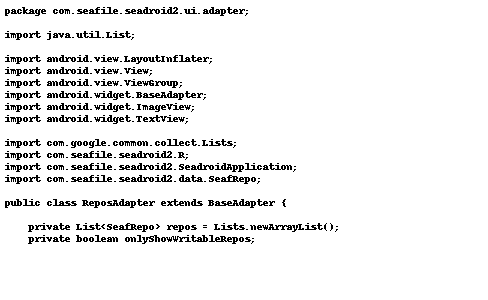 package com.seafile.seadroid2.ui.adapter;

import java.util.List;

import android.view.LayoutInflater;
import android.view.View;
import android.view.ViewGroup;
import android.widget.BaseAdapter;
import android.widget.ImageView;
import android.widget.TextView;

import com.google.common.collect.Lists;
import com.seafile.seadroid2.R;
import com.seafile.seadroid2.SeadroidApplication;
import com.seafile.seadroid2.data.SeafRepo;

public class ReposAdapter extends BaseAdapter {

    private List<SeafRepo> repos = Lists.newArrayList();
    private boolean onlyShowWritableRepos;